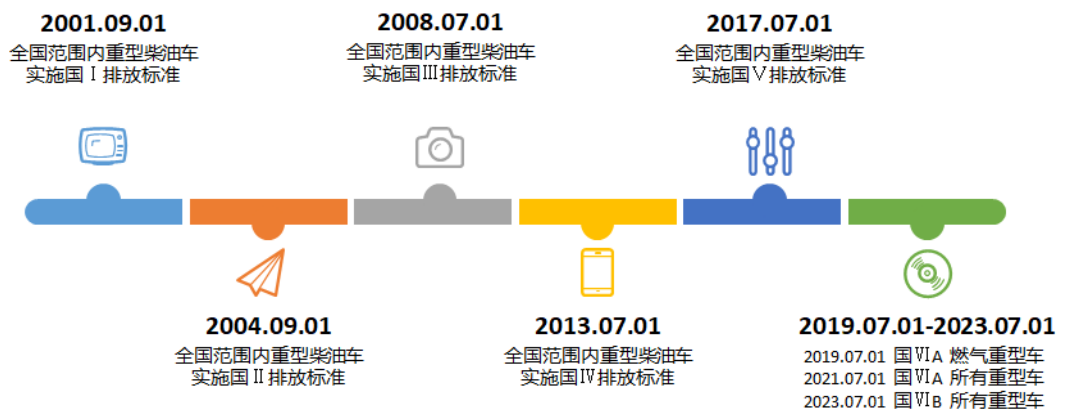 2001.09.01
全国范围内重型柴油车
实施国Ⅰ排放标准
2008.07.01
全国范围内重型柴油车
实施国Ⅲ排放标准
2017.07.01
全国范围内重型柴油车
实施国Ⅴ排放标准
2004.09.01
全国范围内重型柴油车
实施国Ⅱ排放标准
2013.07.01
全国范围内重型柴油车
实施国Ⅳ排放标准
2019.07.01-2023.07.01
2019.07.01 国ⅥA 燃气重型车
2021.07.01 国ⅥA 所有重型车
2023.07.01 国ⅥB 所有重型车